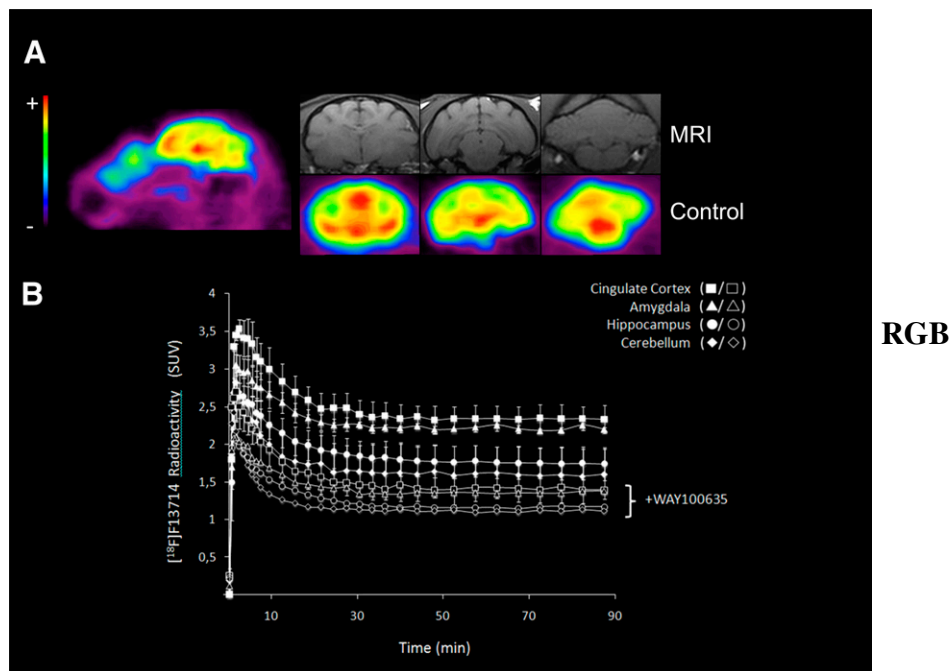 A
+
-
MRI
Control
RGB
B
Cingulate Cortex (■/□)
Amygdala (▲/△)
Hippocampus (●/○)
Cerebellum (◆/◇)
[¹⁸F]F13714 Radioactivity (SUV)
4
3,5
3
2,5
2
1,5
1
0,5
+WAY100635
10 30 50 70 90
Time (min)